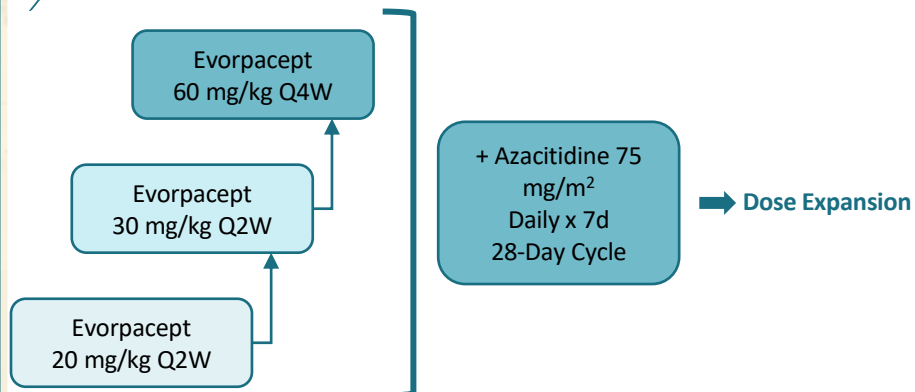 Evorpacept
60 mg/kg Q4W
Evorpacept
30 mg/kg Q2W
Evorpacept
20 mg/kg Q2W
+ Azacitidine 75
mg/m²
Daily x 7d
28-Day Cycle
Dose Expansion